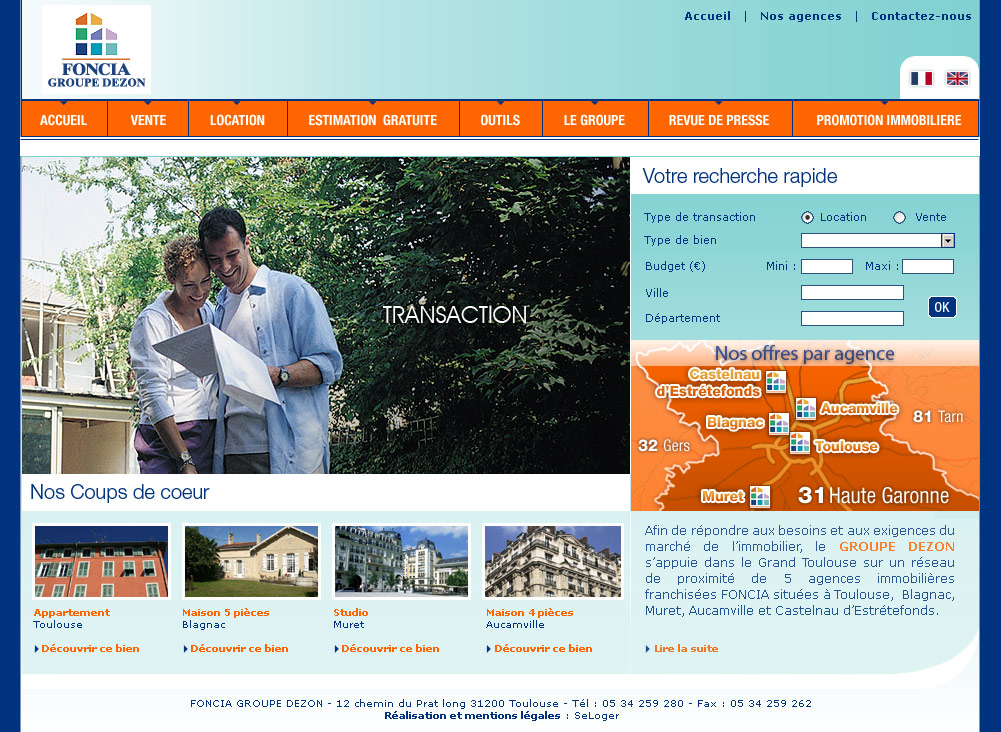 Accueil | Nos agences | Contactez-nous
FONCIA
GROUPE DEZON
ACCUEIL VENTE LOCATION ESTIMATION GRATUITE OUTILS LE GROUPE REVUE DE PRESSE PROMOTION IMMOBILIERE
TRANSACTION
Votre recherche rapide
Type de transaction Location Vente
Type de bien
Budget (€) Mini : Maxi :
Ville
Département
OK
Nos offres par agence
Castelnau
d'Estrétefonds
Aucamville
Blagnac
81 Tarn
32 Gers
Toulouse
Muret
31 Haute Garonne
Nos Coups de coeur
Appartement
Toulouse
Découvrir ce bien
Maison 5 pièces
Blagnac
Découvrir ce bien
Studio
Muret
Découvrir ce bien
Maison 4 pièces
Aucamville
Découvrir ce bien
Afin de répondre aux besoins et aux exigences du
marché de l'immobilier, le GROUPE DEZON
s'appuie dans le Grand Toulouse sur un réseau
de proximité de 5 agences immobilières
franchisées FONCIA situées à Toulouse, Blagnac,
Muret, Aucamville et Castelnau d'Estrétefonds.
Lire la suite
FONCIA GROUPE DEZON - 12 chemin du Prat long 31200 Toulouse - Tél : 05 34 259 280 - Fax : 05 34 259 262
Réalisation et mentions légales : SeLoger